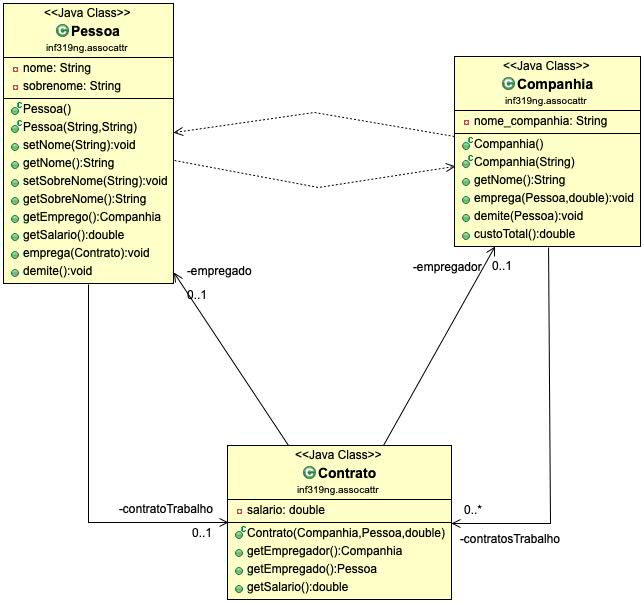 <<Java Class>>
Pessoa
inf319ng.assocattr
nome: String
sobrenome: String
Pessoa()
Pessoa(String,String)
setNome(String):void
getNome():String
setSobreNome(String):void
getSobreNome():String
getEmprego():Companhia
getSalario():double
emprega(Contrato):void
demite():void
<<Java Class>>
Companhia
inf319ng.assocattr
nome_companhia: String
Companhia()
Companhia(String)
getNome():String
emprega(Pessoa,double):void
demite(Pessoa):void
custoTotal():double
-empregado
0..1
-empregador
0..1
<<Java Class>>
Contrato
inf319ng.assocattr
salario: double
Contrato(Companhia,Pessoa,double)
getEmpregador():Companhia
getEmpregado():Pessoa
getSalario():double
-contratoTrabalho
0..1
0..*
-contratosTrabalho